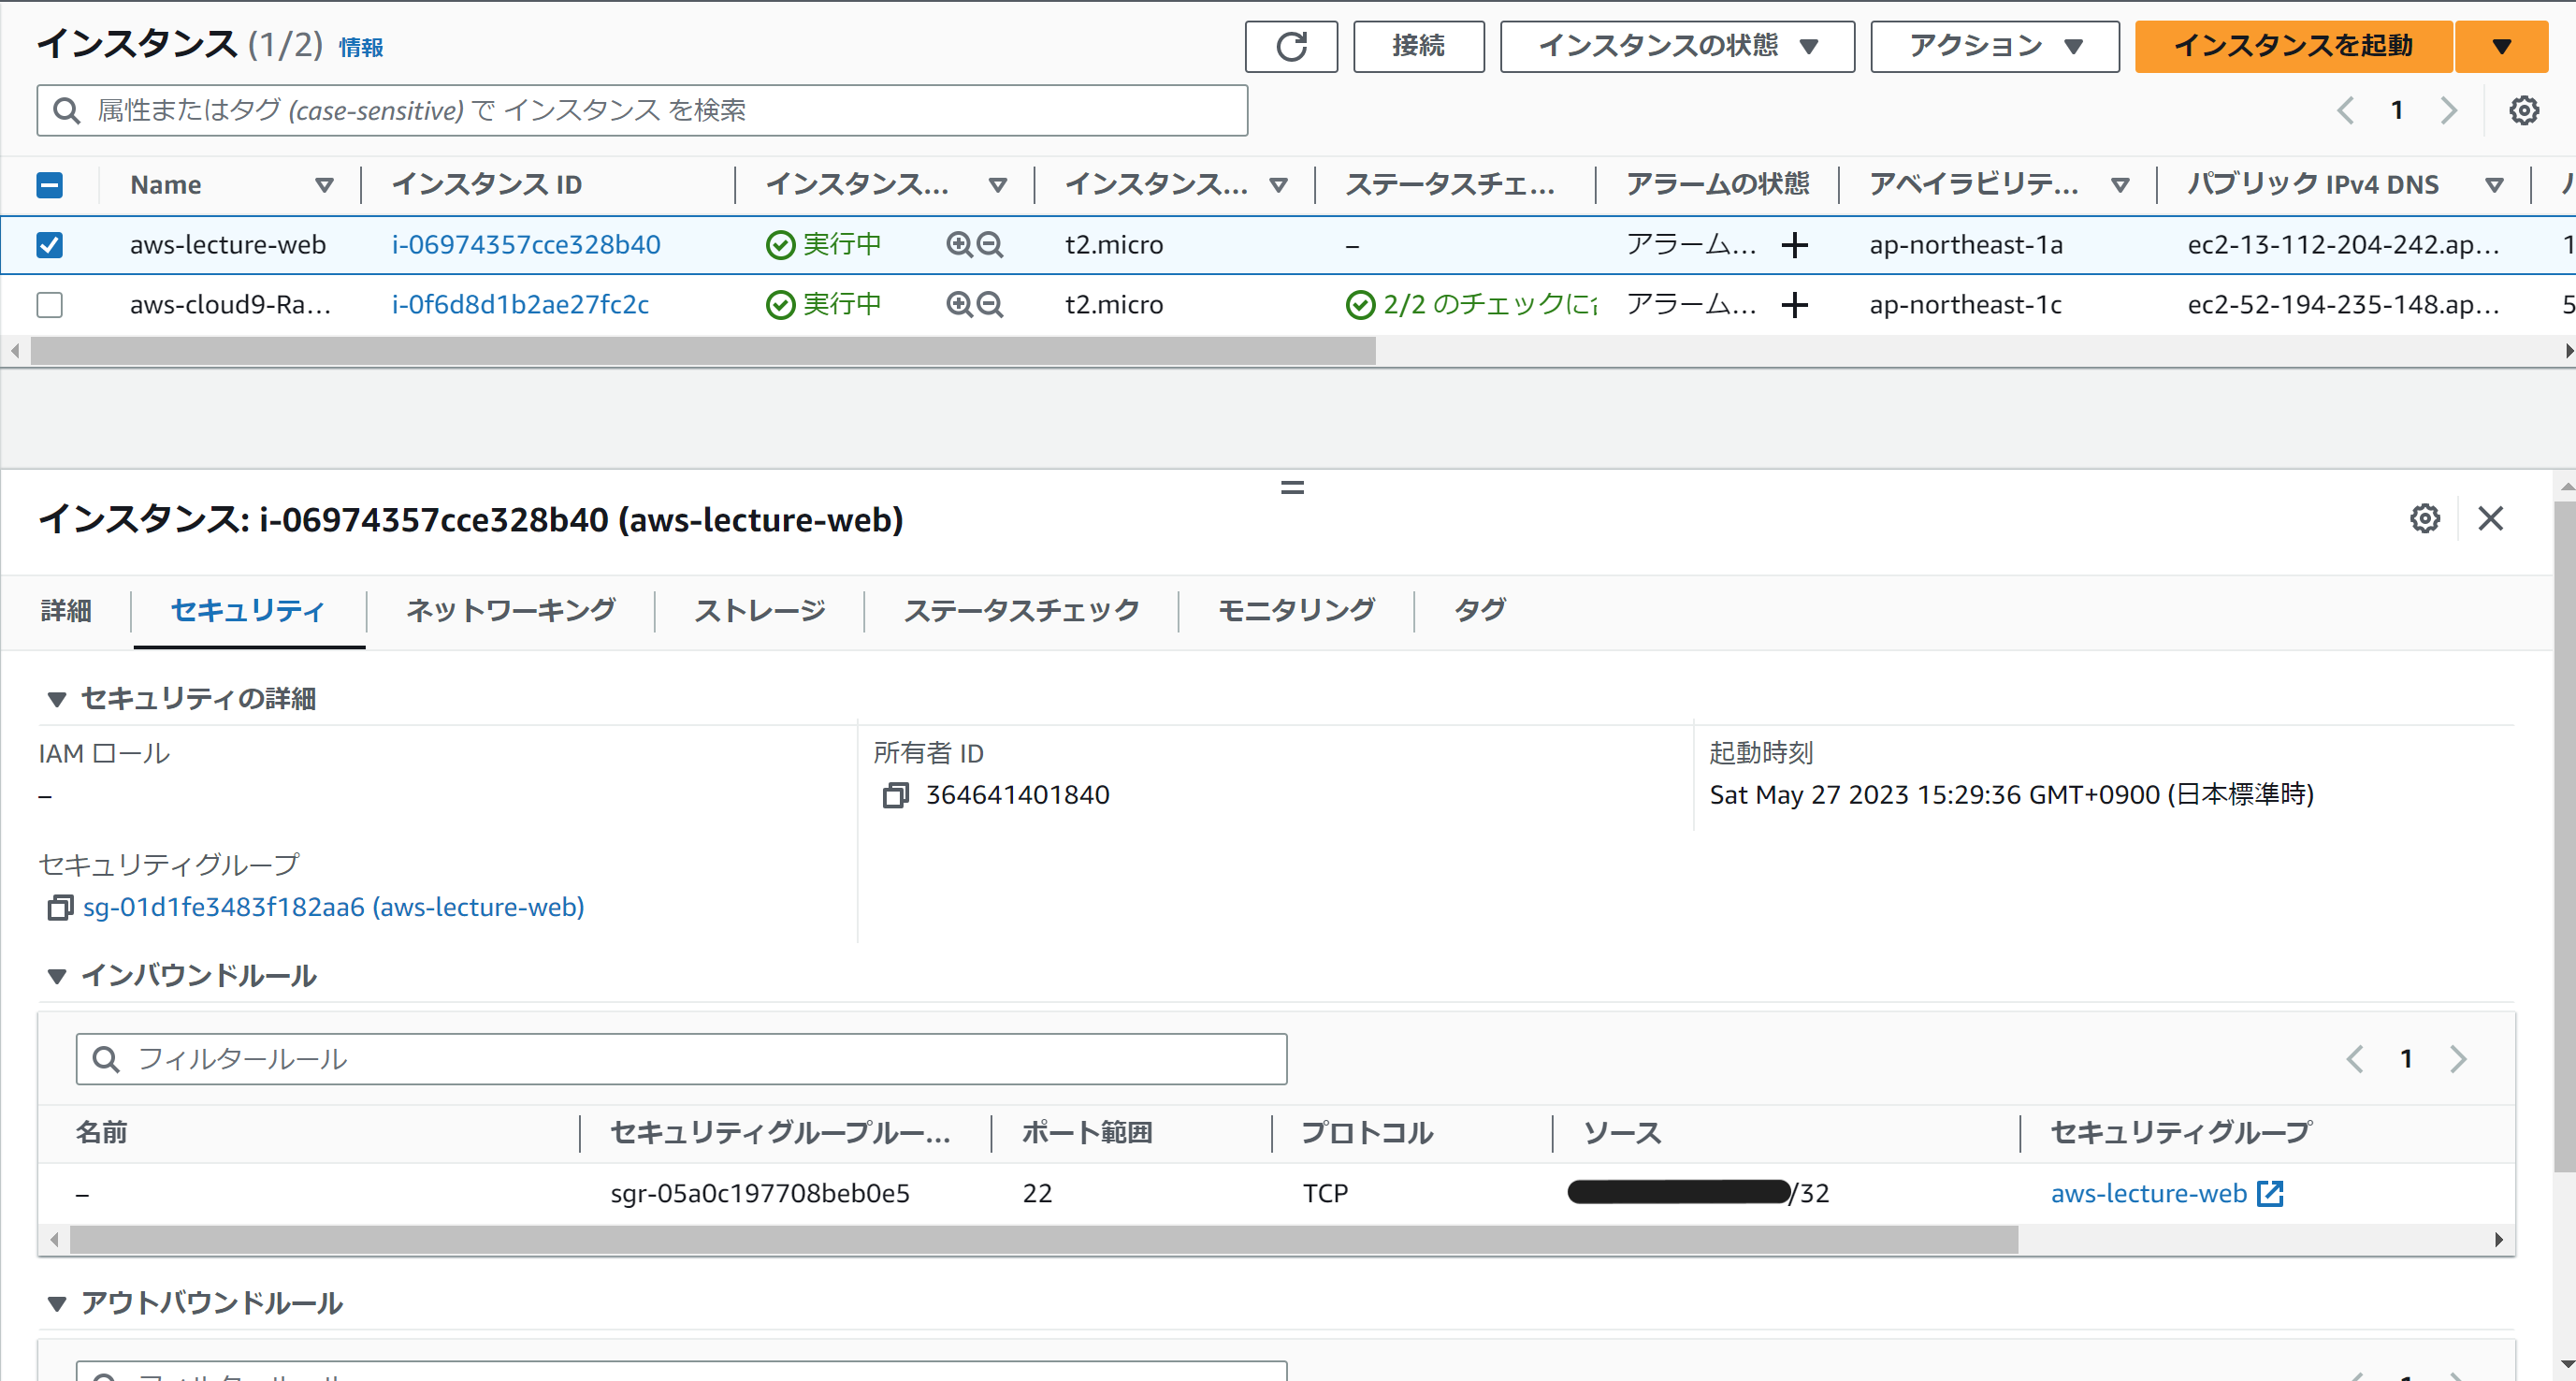 インスタンス (1/2) 情報
接続
インスタンスの状態
アクション
インスタンスを起動
属性またはタグ (case-sensitive) で インスタンス を検索
1
Name インスタンス ID インスタンス... インスタンス... ステータスチェ... アラームの状態 アベイラビリテ... パブリック IPv4 DNS
aws-lecture-web i-06974357cce328b40 実行中 t2.micro – アラーム... ap-northeast-1a ec2-13-112-204-242.ap... 1
aws-cloud9-Ra... i-0f6d8d1b2ae27fc2c 実行中 t2.micro 2/2 のチェックに アラーム... ap-northeast-1c ec2-52-194-235-148.ap... 5
インスタンス: i-06974357cce328b40 (aws-lecture-web)
詳細 セキュリティ ネットワーキング ストレージ ステータスチェック モニタリング タグ
セキュリティの詳細
IAM ロール
–
所有者 ID
364641401840
起動時刻
Sat May 27 2023 15:29:36 GMT+0900 (日本標準時)
セキュリティグループ
sg-01d1fe3483f182aa6 (aws-lecture-web)
インバウンドルール
フィルタールール
1
名前 セキュリティグループルー... ポート範囲 プロトコル ソース セキュリティグループ
– sgr-05a0c197708beb0e5 22 TCP /32 aws-lecture-web
アウトバウンドルール